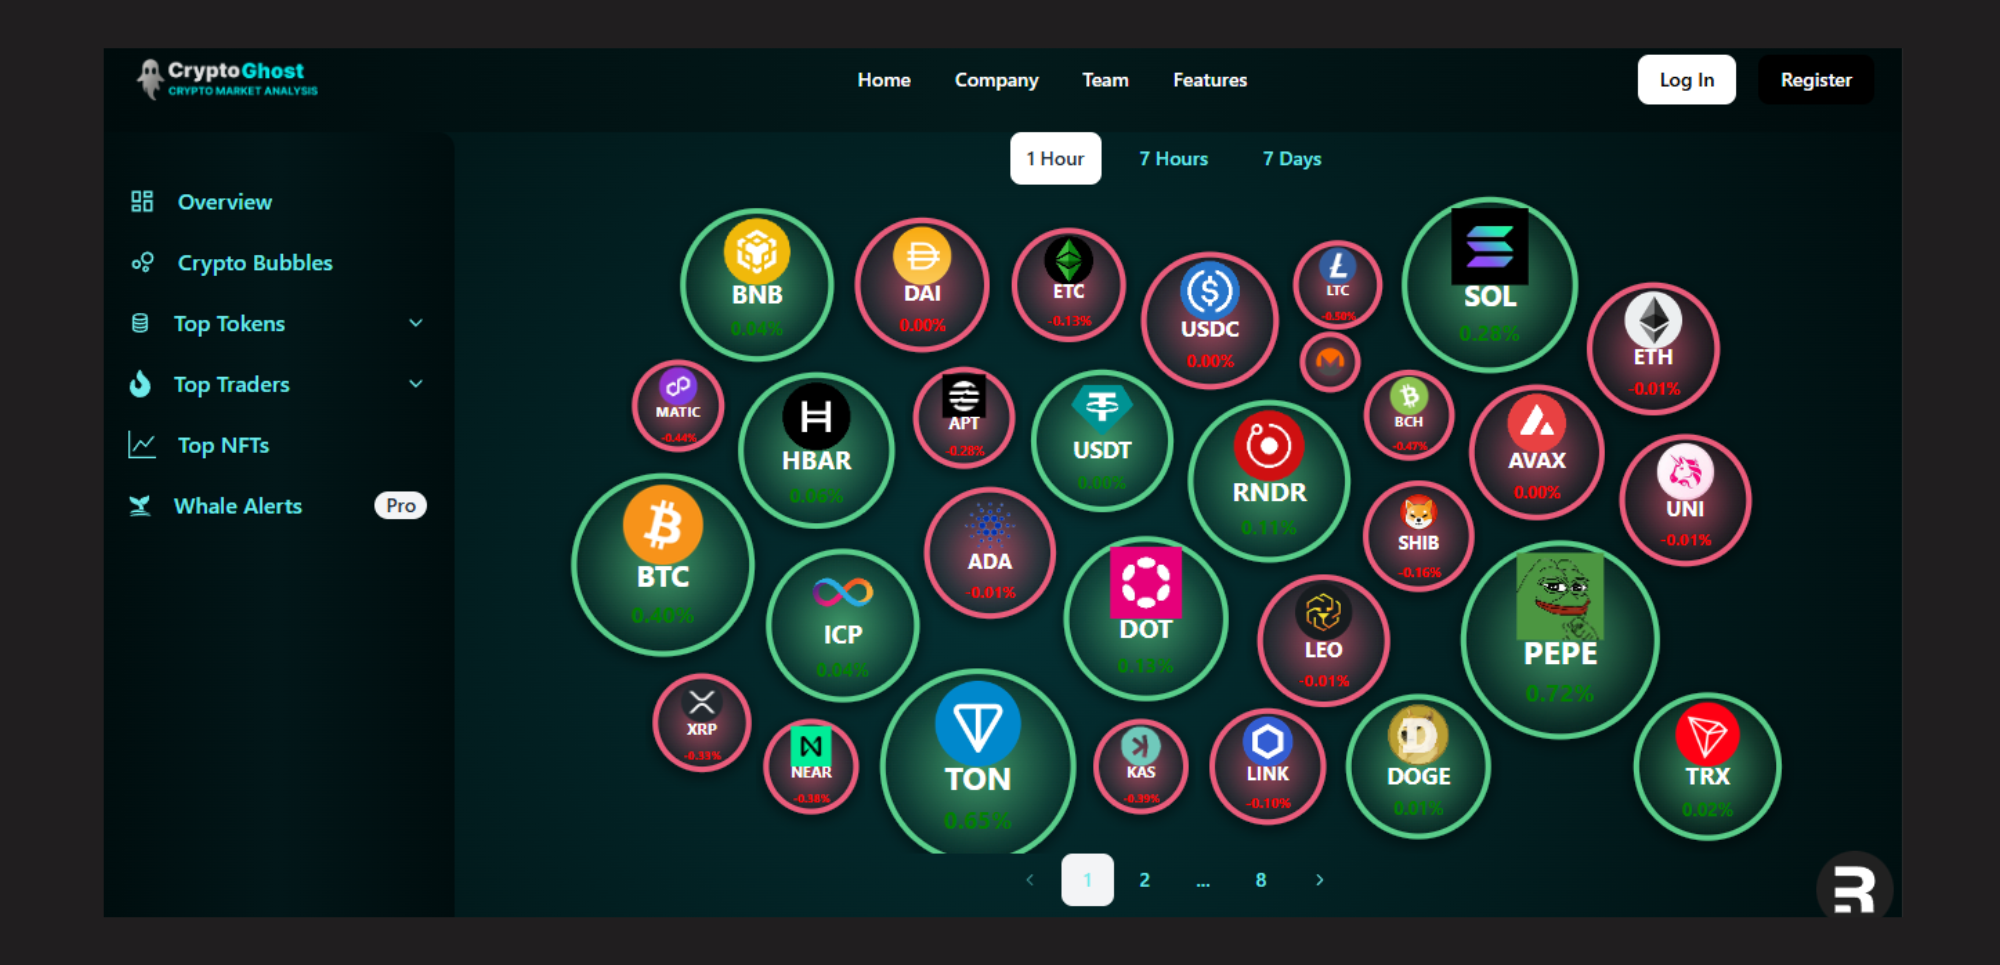 CryptoGhost
CRYPTO MARKET ANALYSIS
Home Company Team Features
Log In Register
1 Hour 7 Hours 7 Days
Overview
Crypto Bubbles
Top Tokens
Top Traders
Top NFTs
Whale Alerts Pro
BNB
0.04%
DAI
0.00%
ETC
-0.13%
USDC
0.00%
LTC
-0.50%
SOL
0.28%
ETH
-0.01%
MATIC
-0.44%
HBAR
0.06%
APT
-0.28%
USDT
0.00%
RNDR
0.11%
BCH
-0.47%
AVAX
0.00%
UNI
-0.01%
BTC
0.40%
ICP
0.04%
ADA
-0.01%
DOT
0.13%
LEO
-0.01%
SHIB
-0.16%
PEPE
0.72%
XRP
-0.33%
NEAR
-0.38%
TON
0.65%
KAS
-0.39%
LINK
-0.10%
DOGE
0.01%
TRX
0.02%
1 2 ... 8